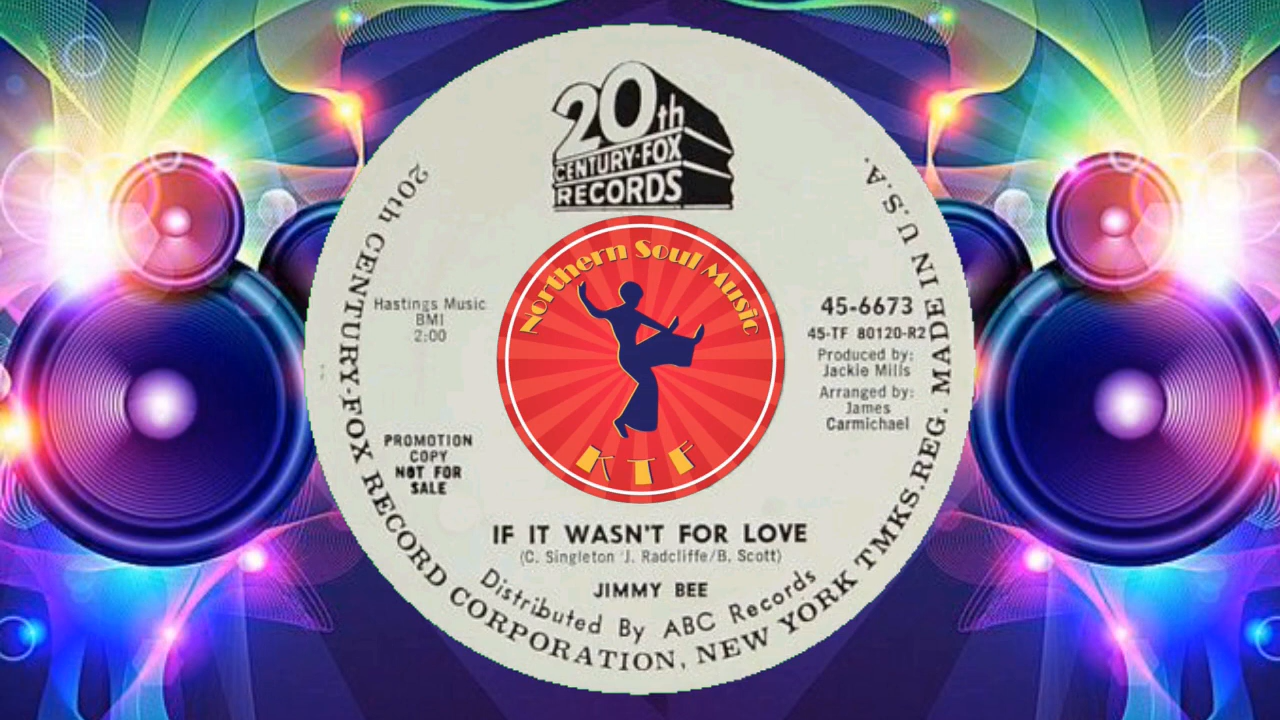 20th
CENTURY-FOX
RECORDS
20th CENTURY-FOX RECORD CORPORATION, NEW YORK TMKS.REG. MADE IN U.S.A.
Northern Soul Music
KTF
Hastings Music
BMI
2:00
45-6673
45-TF 80120-R2
Produced by:
Jackie Mills
Arranged by:
James
Carmichael
PROMOTION
COPY
NOT FOR
SALE
IF IT WASN'T FOR LOVE
(C. Singleton J. Radcliffe/B. Scott)
JIMMY BEE
Distributed By ABC Records